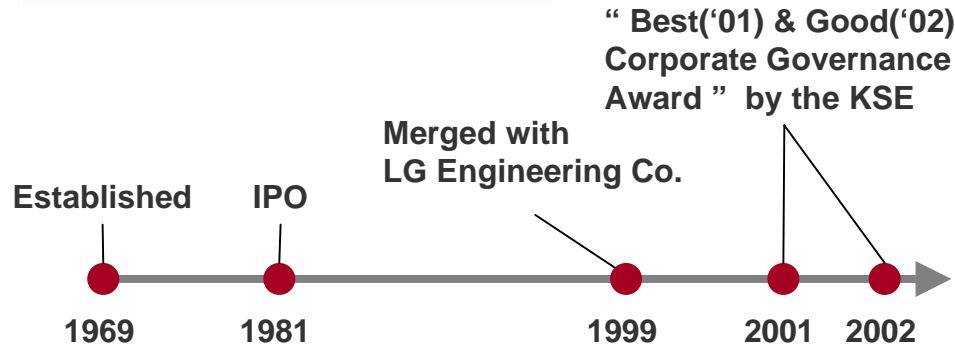 “ Best(‘01) & Good(‘02)
Corporate Governance
Award ” by the KSE
Merged with
LG Engineering Co.
Established
IPO
1969
1981
1999
2001
2002